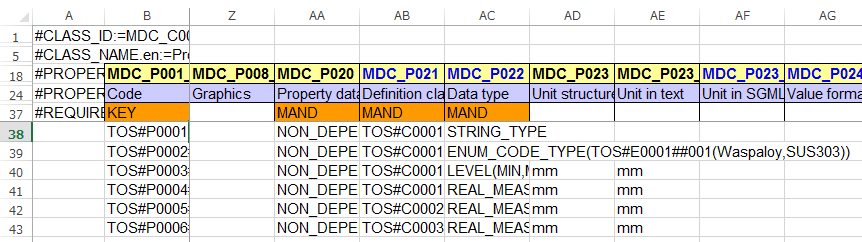 A B Z AA AB AC AD AE AF AG
1 #CLASS_ID:=MDC_C00
5 #CLASS_NAME.en:=Pro
18 #PROPER MDC_P001_ MDC_P008_ MDC_P020 MDC_P021 MDC_P022 MDC_P023 MDC_P023_ MDC_P023_ MDC_P024
24 #PROPER Code Graphics Property data Definition cla Data type Unit structure Unit in text Unit in SGML Value forma
37 #REQUIRE KEY MAND MAND MAND
38 TOS#P0001 NON_DEPE TOS#C0001 STRING_TYPE
39 TOS#P0002 NON_DEPE TOS#C0001 ENUM_CODE_TYPE(TOS#E0001##001(Waspaloy,SUS303))
40 TOS#P0003 NON_DEPE TOS#C0001 LEVEL(MIN,M mm mm
41 TOS#P0004 NON_DEPE TOS#C0001 REAL_MEAS mm mm
42 TOS#P0005 NON_DEPE TOS#C0002 REAL_MEAS mm mm
43 TOS#P0006 NON_DEPE TOS#C0003 REAL_MEAS mm mm